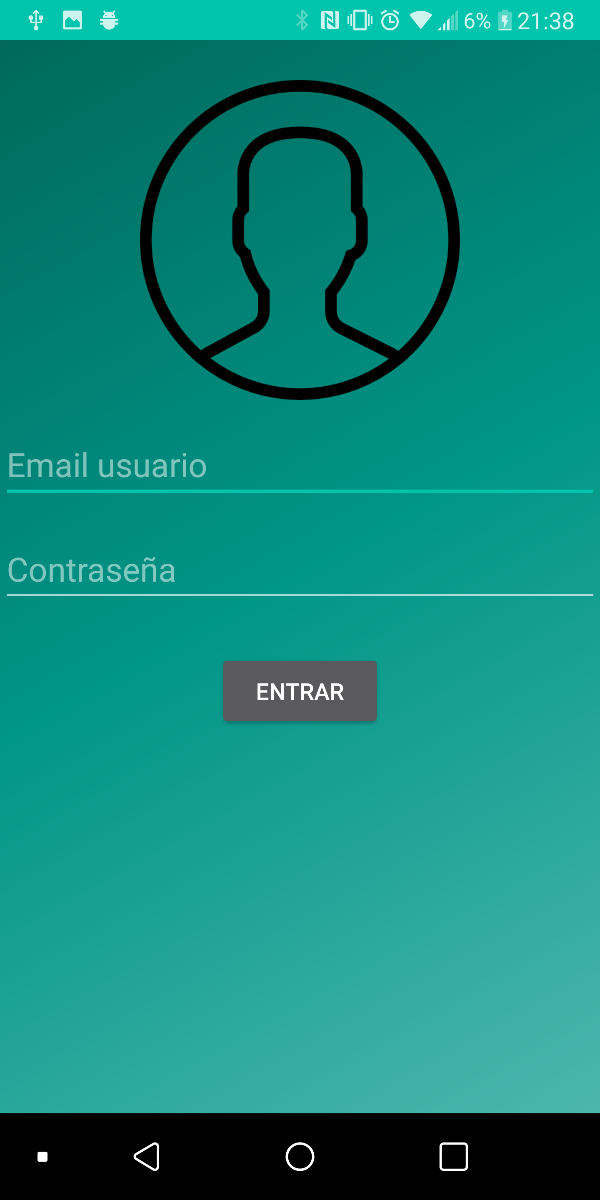 6% 21:38
Email usuario
Contraseña
ENTRAR